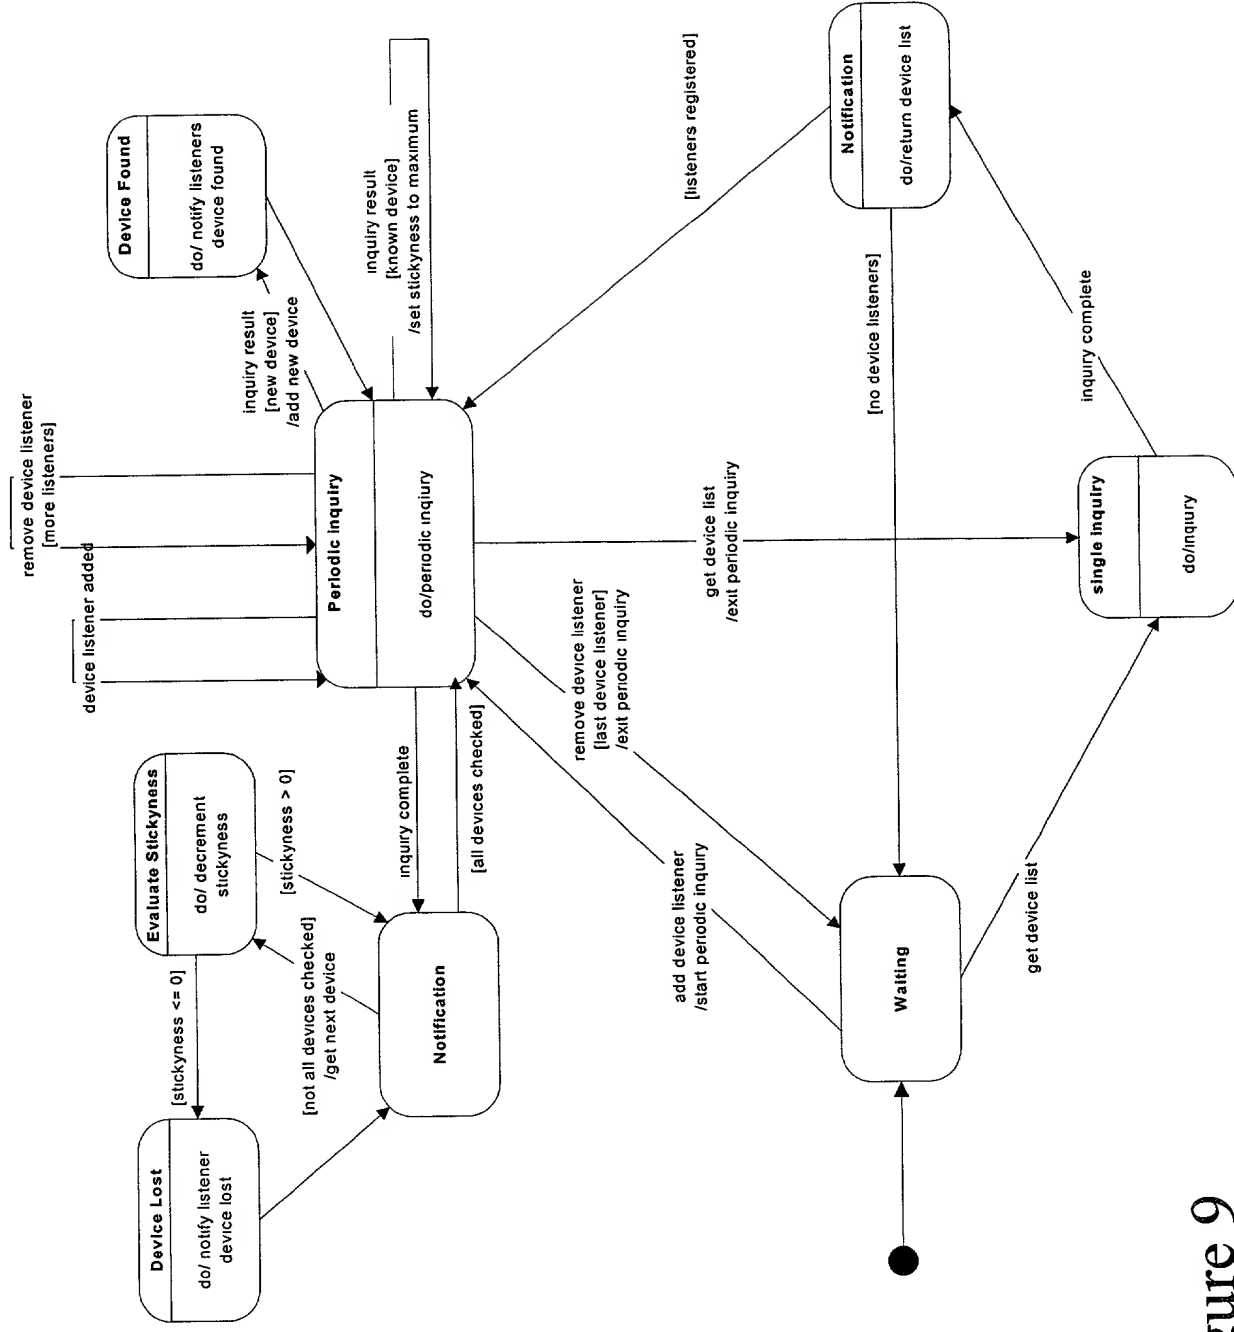 Device Lost
do/ notify listener
device lost
[stickyness <= 0]
Evaluate Stickyness
do/ decrement
stickyness
[stickyness > 0]
[not all devices checked]
/get next device
Notification
inquiry complete
[all devices checked]
device listener added
remove device listener
[more listeners]
Periodic inquiry
do/periodic inqiury
inquiry result
[new device]
/add new device
Device Found
do/ notify listeners
device found
inquiry result
[known device]
/set stickyness to maximum
add device listener
/start periodic inquiry
remove device listener
[last device listener]
/exit periodic inquiry
get device list
/exit periodic inquiry
[listeners registered]
Waiting
[no device listeners]
Notification
do/return device list
get device list
single inquiry
do/inqiury
inquiry complete
gure 9